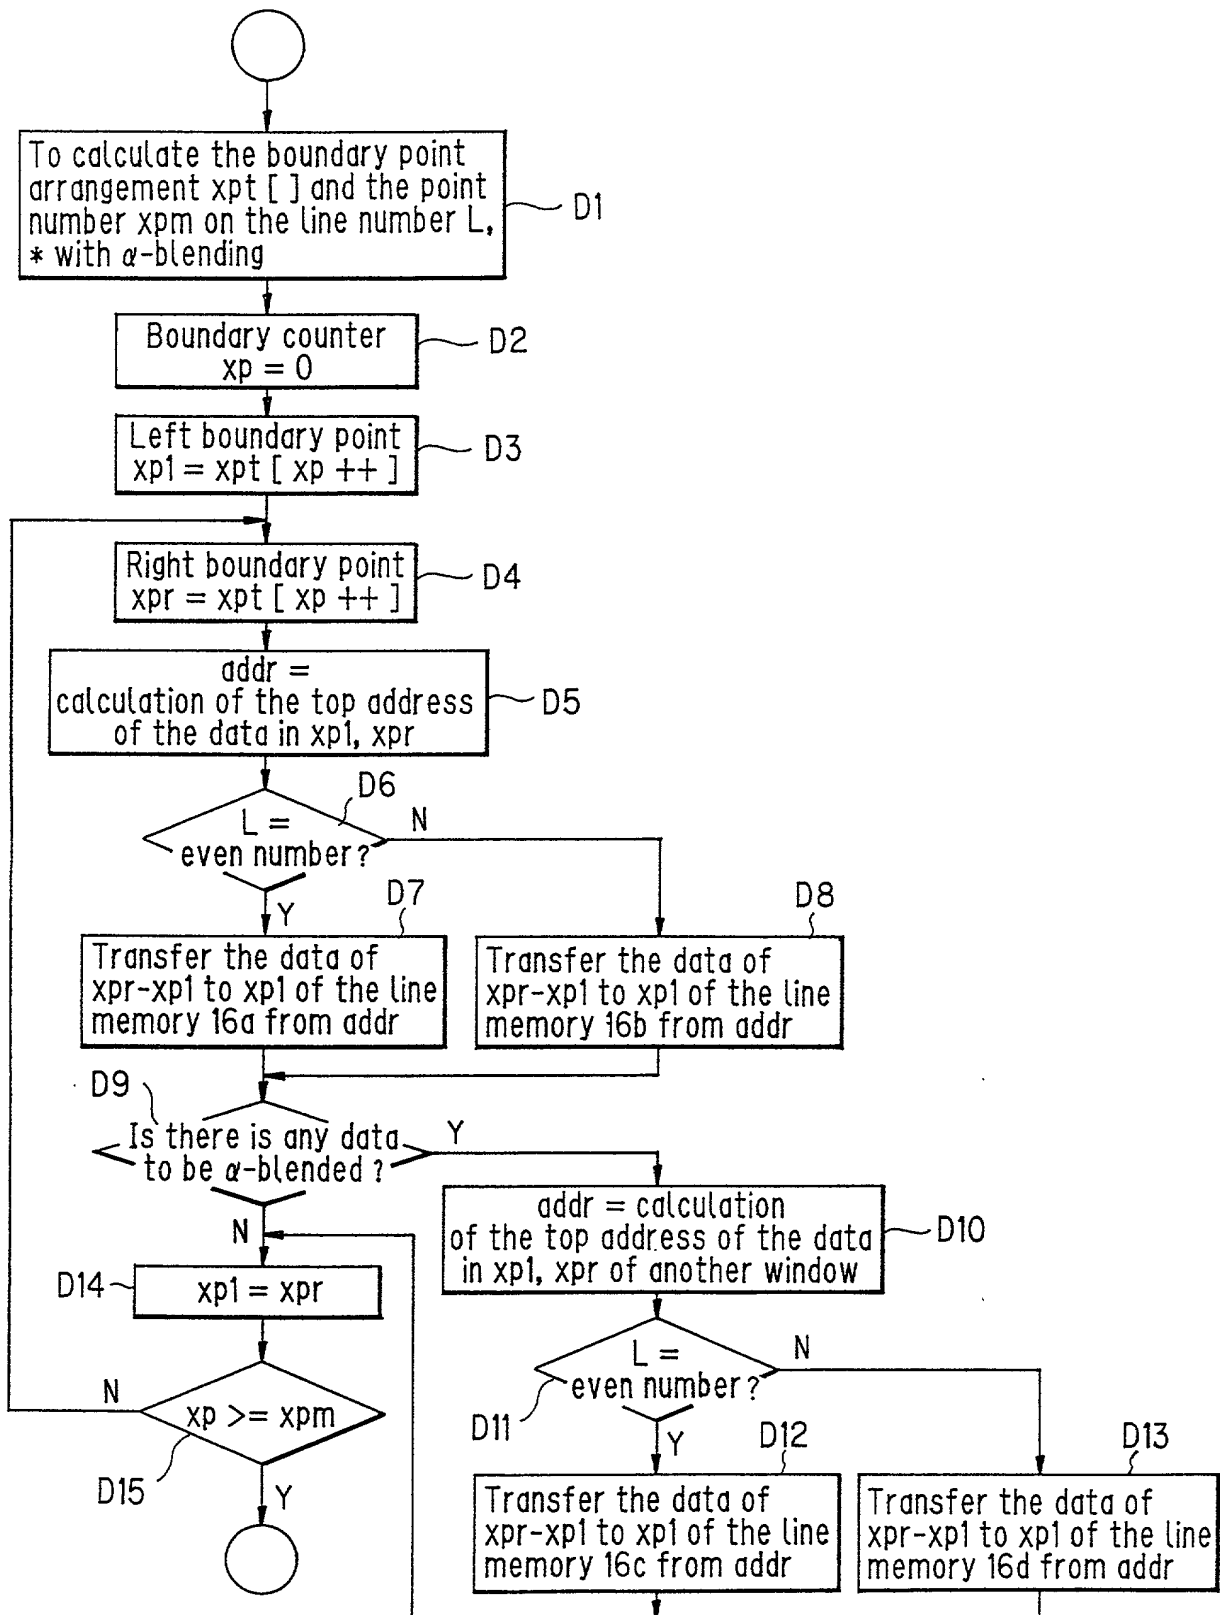 To calculate the boundary point
arrangement xpt [ ] and the point
number xpm on the line number L,
* with α-blending
D1
Boundary counter
xp = 0
D2
Left boundary point
xp1 = xpt [ xp ++ ]
D3
Right boundary point
xpr = xpt [ xp ++ ]
D4
addr =
calculation of the top address
of the data in xp1, xpr
D5
D6
L =
even number?
N
Y
D7
Transfer the data of
xpr-xp1 to xp1 of the line
memory 16a from addr
D8
Transfer the data of
xpr-xp1 to xp1 of the line
memory 16b from addr
D9
Is there is any data
to be α-blended?
Y
N
addr = calculation
of the top address of the data
in xp1, xpr of another window
D10
D14
xp1 = xpr
L =
even number?
N
D11
Y
N
xp >= xpm
D15
Y
D12
Transfer the data of
xpr-xp1 to xp1 of the line
memory 16c from addr
D13
Transfer the data of
xpr-xp1 to xp1 of the line
memory 16d from addr